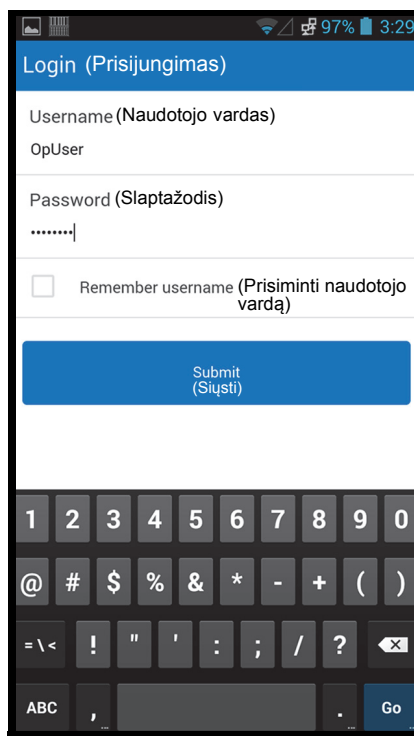 97% 3:29
Login (Prisijungimas)
Username (Naudotojo vardas)
OpUser
Password (Slaptažodis)
••••••••
Remember username (Prisiminti naudotojo
vardą)
Submit
(Siųsti)
1 2 3 4 5 6 7 8 9 0
@ # $ % & * - + ( )
= \ < ! " ' : ; / ?
ABC , . Go